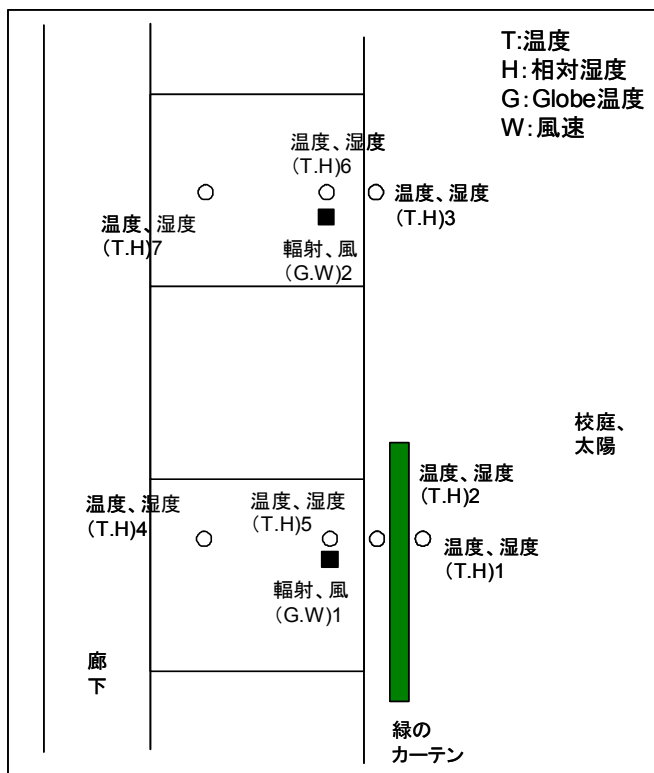 T:温度
H:相対湿度
G:Globe温度
W:風速
温度、湿度
(T.H)6
温度、湿度
(T.H)3
温度、湿度
(T.H)7
輻射、風
(G.W)2
校庭、
太陽
温度、湿度
(T.H)2
温度、湿度
(T.H)4
温度、湿度
(T.H)5
温度、湿度
(T.H)1
輻射、風
(G.W)1
廊
下
緑の
カーテン